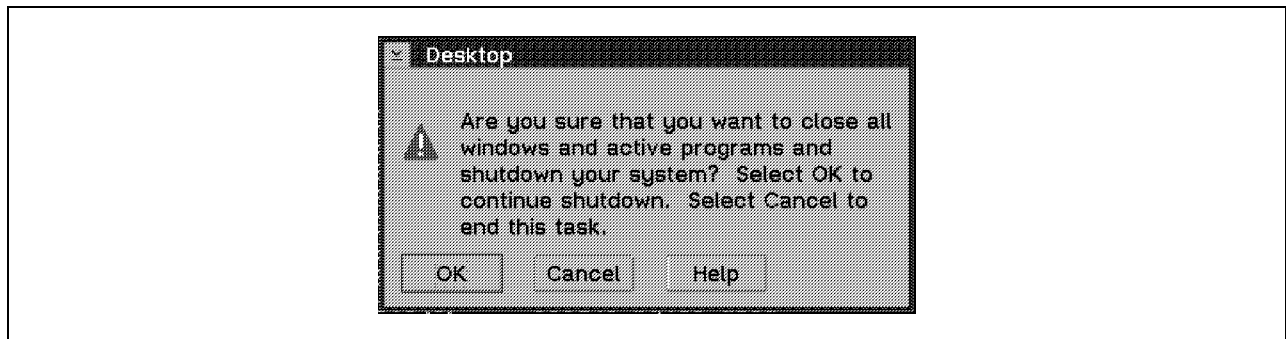 Desktop
Are you sure that you want to close all
windows and active programs and
shutdown your system?  Select OK to
continue shutdown.  Select Cancel to
end this task.
OK Cancel Help